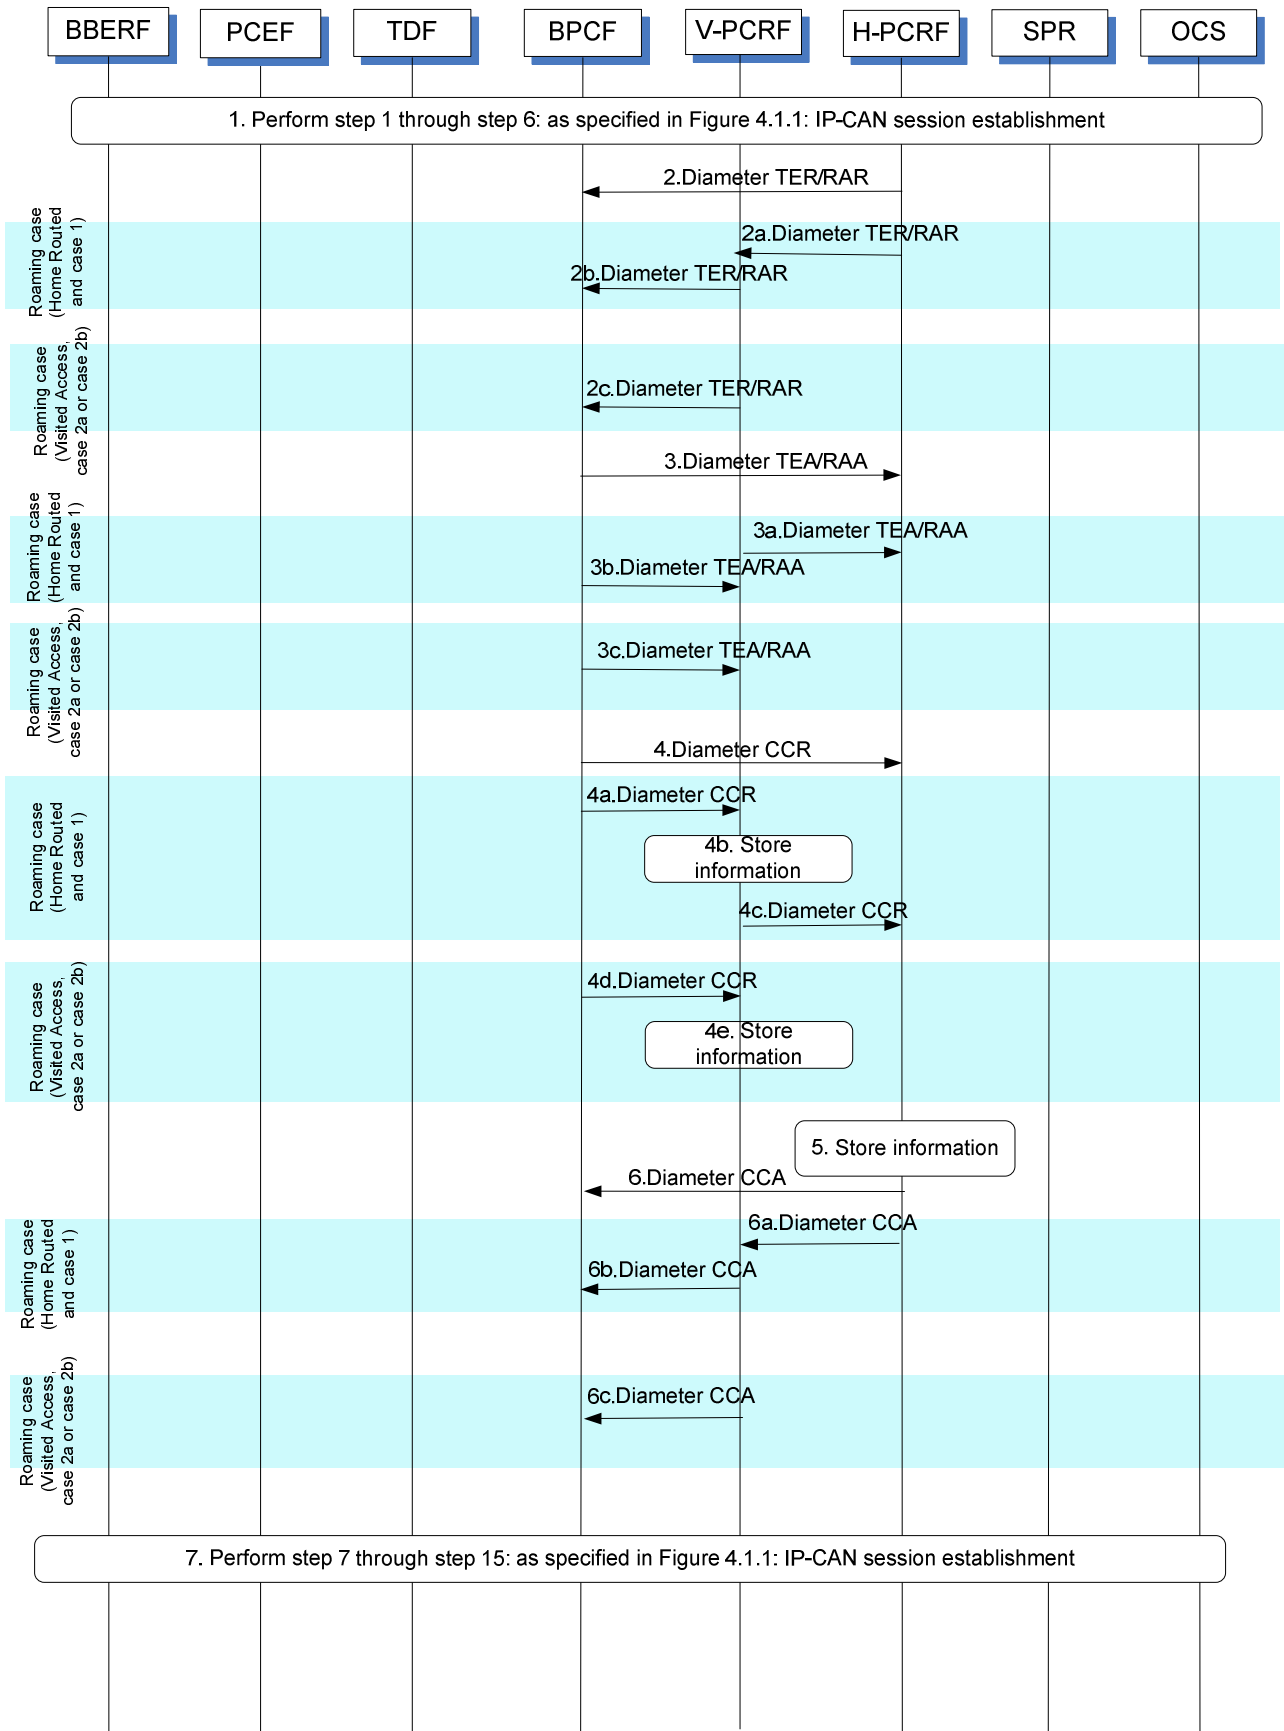 BBERF
PCEF
TDF
BPCF
V-PCRF
H-PCRF
SPR
OCS
1. Perform step 1 through step 6: as specified in Figure 4.1.1: IP-CAN session establishment
2.Diameter TER/RAR
Roaming case
(Home Routed
and case 1)
2a.Diameter TER/RAR
2b.Diameter TER/RAR
Roaming case
(Visited Access,
case 2a or case 2b)
2c.Diameter TER/RAR
3.Diameter TEA/RAA
Roaming case
(Home Routed
and case 1)
3a.Diameter TEA/RAA
3b.Diameter TEA/RAA
Roaming case
(Visited Access,
case 2a or case 2b)
3c.Diameter TEA/RAA
4.Diameter CCR
Roaming case
(Home Routed
and case 1)
4a.Diameter CCR
4b. Store
information
4c.Diameter CCR
Roaming case
(Visited Access,
case 2a or case 2b)
4d.Diameter CCR
4e. Store
information
5. Store information
6.Diameter CCA
Roaming case
(Home Routed
and case 1)
6a.Diameter CCA
6b.Diameter CCA
Roaming case
(Visited Access,
case 2a or case 2b)
6c.Diameter CCA
7. Perform step 7 through step 15: as specified in Figure 4.1.1: IP-CAN session establishment